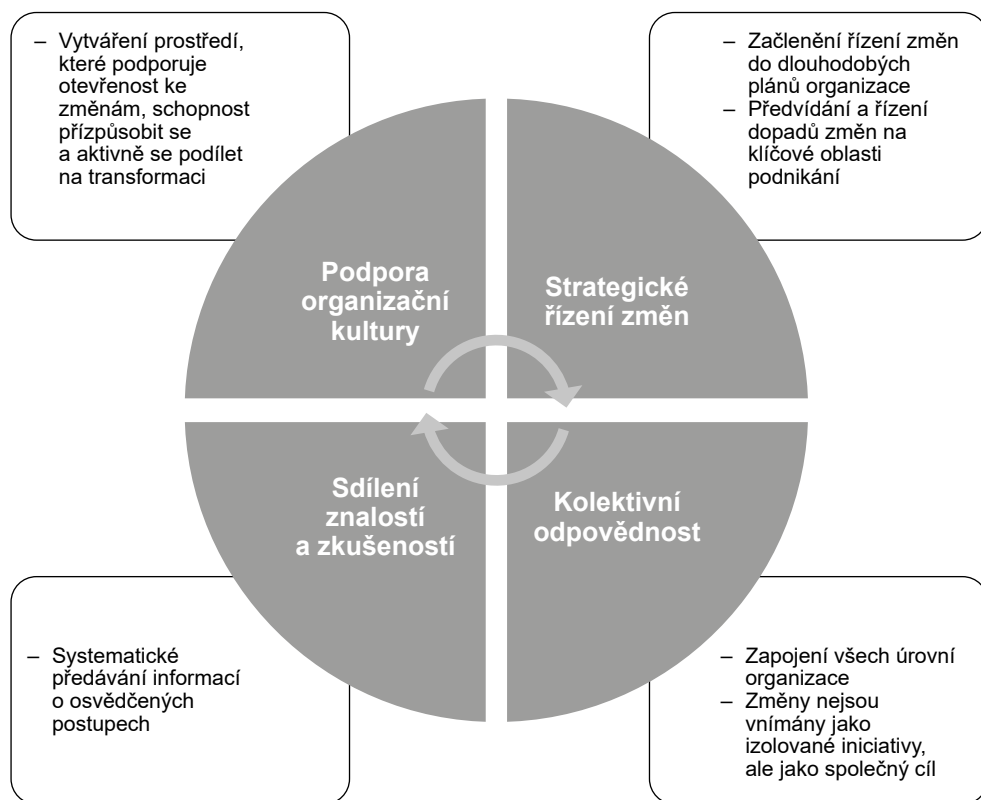 – Vytváření prostředí,
které podporuje
otevřenost ke
změnám, schopnost
přízpůsobit se
a aktivně se podílet
na transformaci
– Začlenění řízení změn
do dlouhodobých
plánů organizace
– Předvídání a řízení
dopadů změn na
klíčové oblasti
podnikání
Podpora
organizační
kultury
Strategické
řízení změn
Sdílení
znalostí
a zkušeností
Kolektivní
odpovědnost
– Systematické
předávání informací
o osvědčených
postupech
– Zapojení všech úrovní
organizace
– Změny nejsou
vnímány jako
izolované iniciativy,
ale jako společný cíl